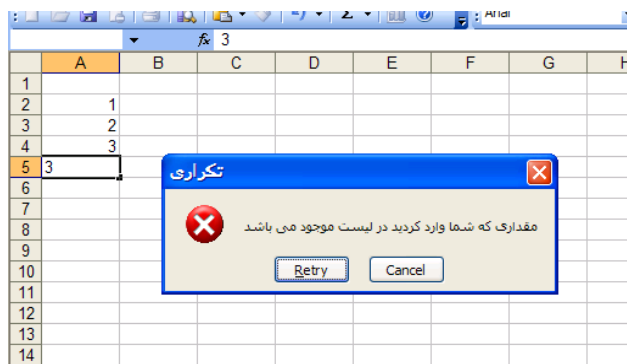 Arial
fx 3
A B C D E F G H
1
2 1
3 2
4 3
5 3
6
7
8
9
10
11
12
13
14
تکراری
مقداری که شما وارد کردید در لیست موجود می باشد
Retry Cancel